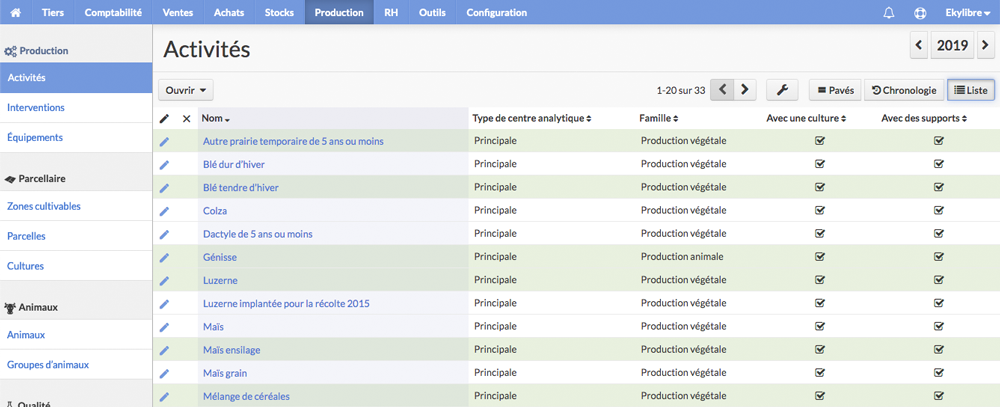 Tiers Comptabilité Ventes Achats Stocks Production RH Outils Configuration Ekylibre
Production
Activités
Interventions
Équipements
Parcellaire
Zones cultivables
Parcelles
Cultures
Animaux
Animaux
Groupes d'animaux
Qualité
Activités
2019
Ouvrir
1-20 sur 33
Pavés Chronologie Liste
Nom Type de centre analytique Famille Avec une culture Avec des supports
Autre prairie temporaire de 5 ans ou moins Principale Production végétale
Blé dur d'hiver Principale Production végétale
Blé tendre d'hiver Principale Production végétale
Colza Principale Production végétale
Dactyle de 5 ans ou moins Principale Production végétale
Génisse Principale Production animale
Luzerne Principale Production végétale
Luzerne implantée pour la récolte 2015 Principale Production végétale
Maïs Principale Production végétale
Maïs ensilage Principale Production végétale
Maïs grain Principale Production végétale
Mélange de céréales Principale Production végétale